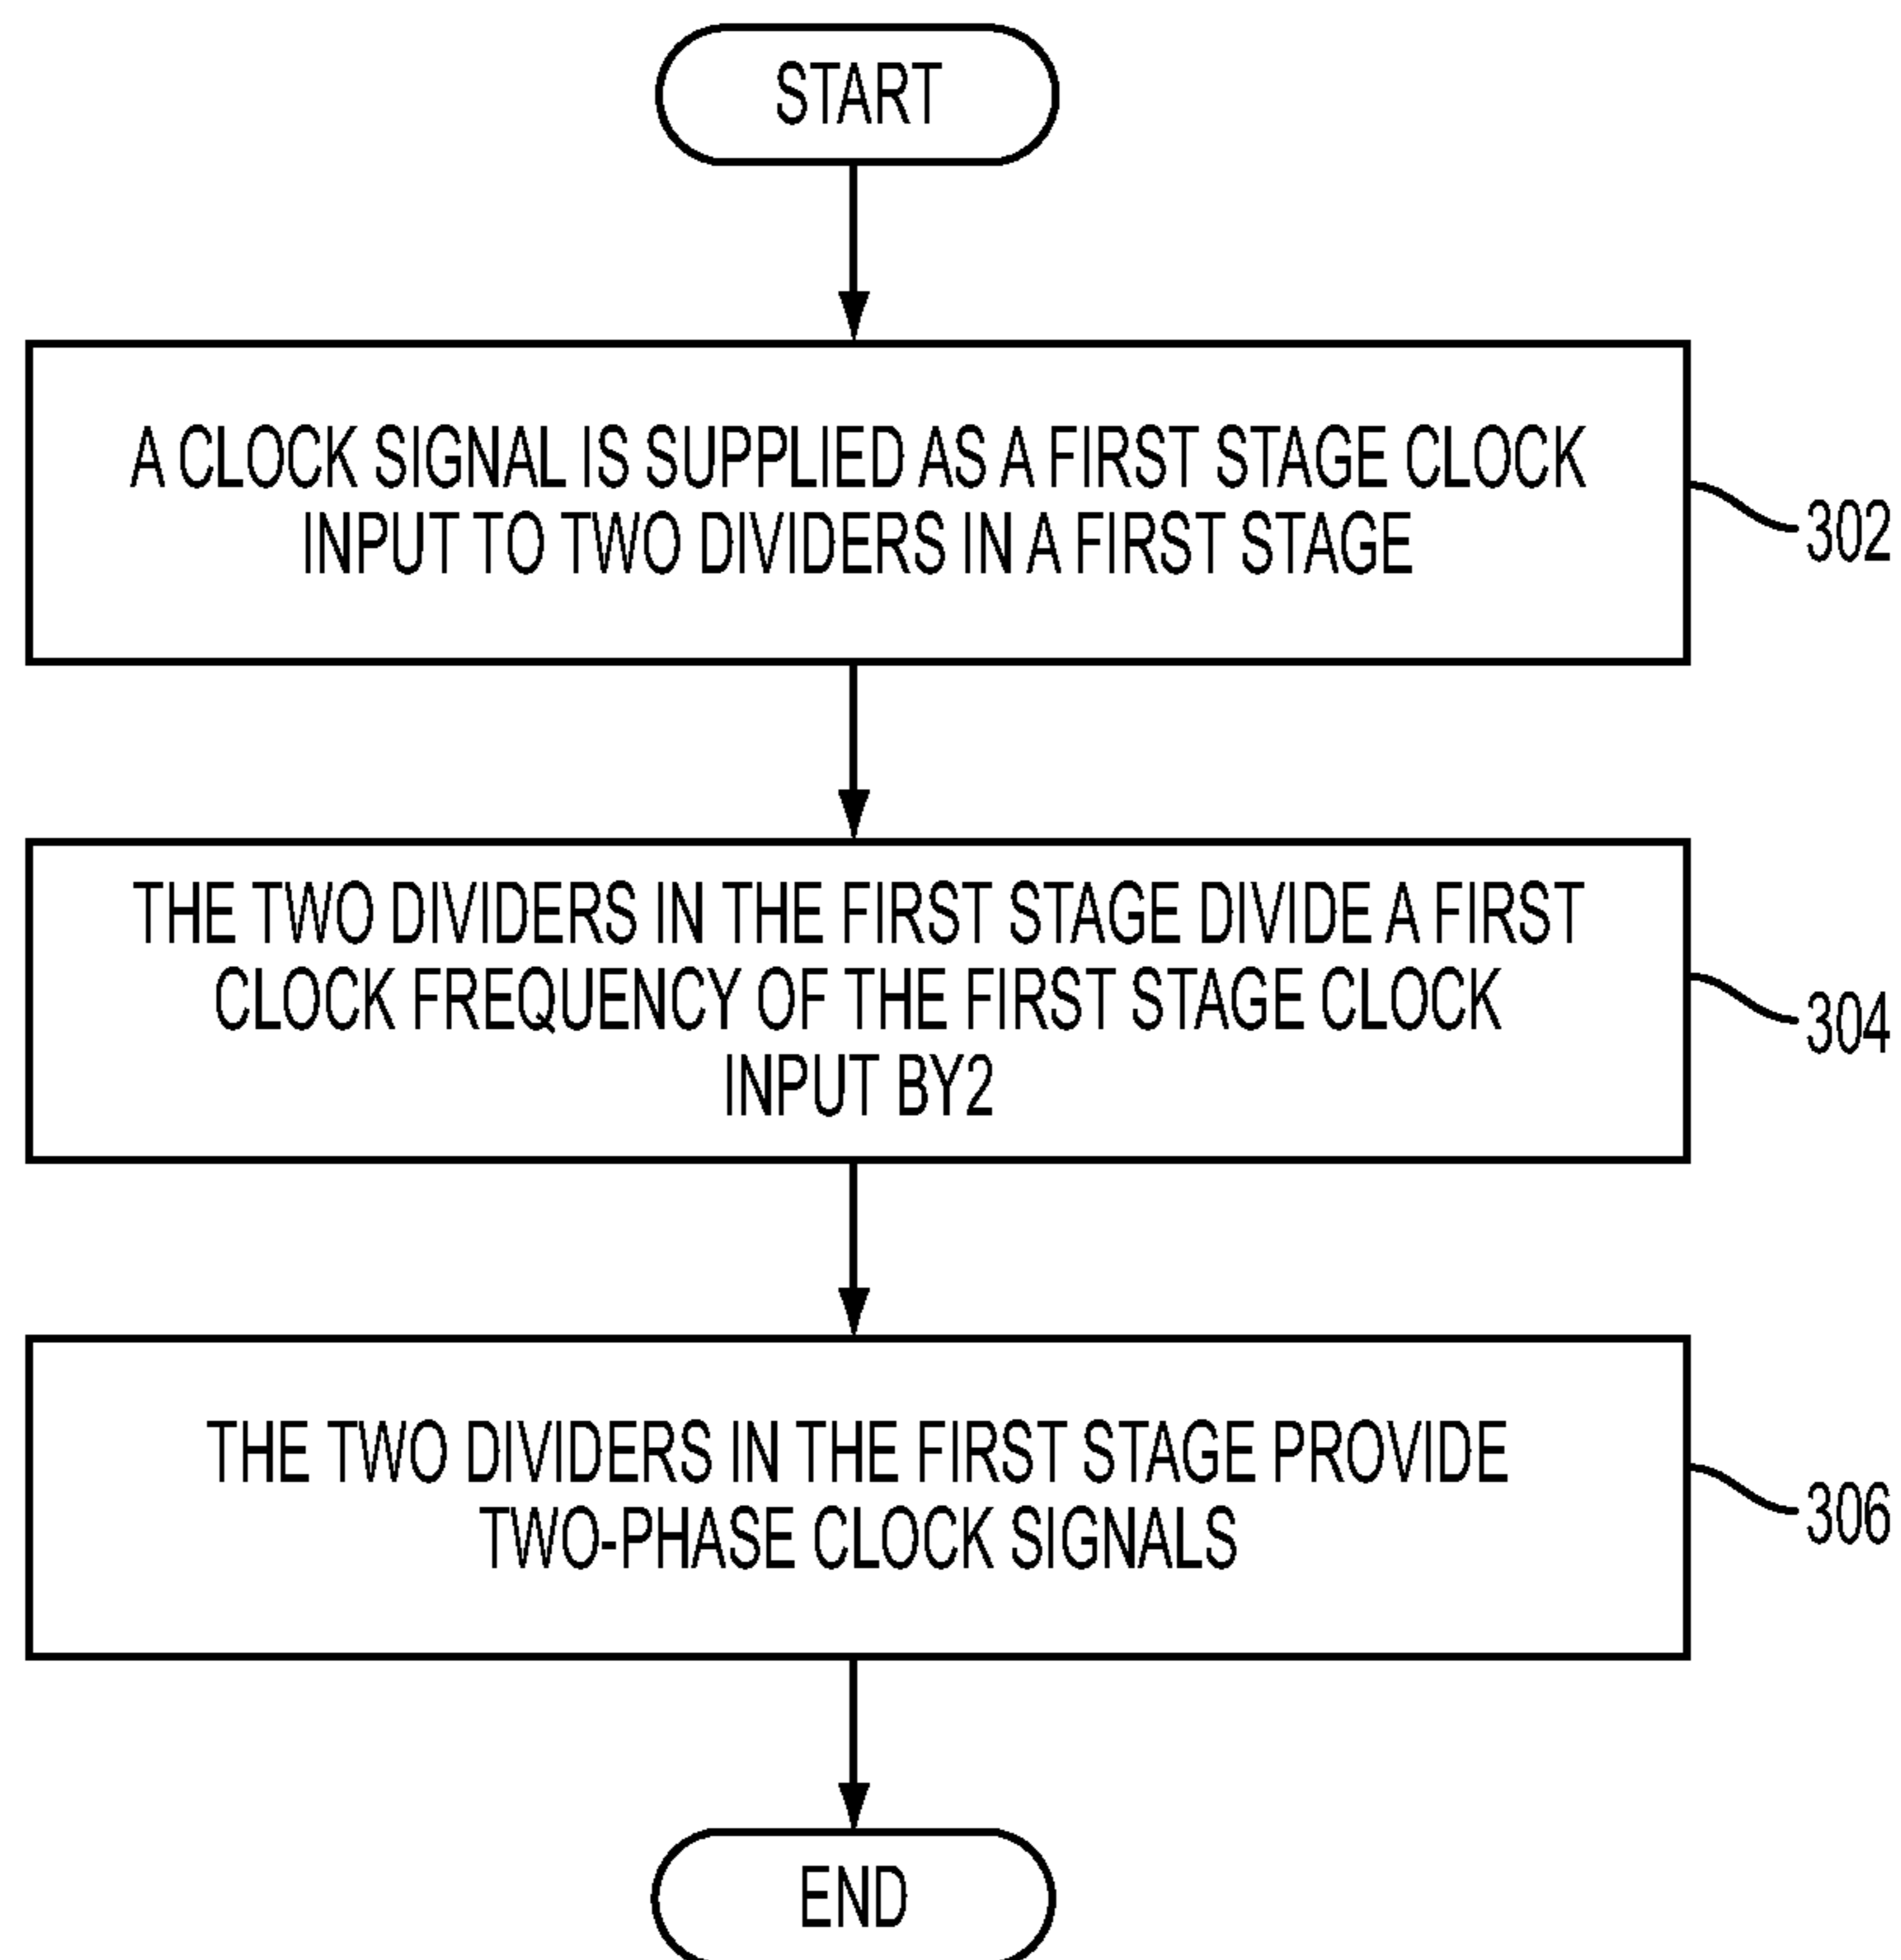 START
A CLOCK SIGNAL IS SUPPLIED AS A FIRST STAGE CLOCK
INPUT TO TWO DIVIDERS IN A FIRST STAGE
302
THE TWO DIVIDERS IN THE FIRST STAGE DIVIDE A FIRST
CLOCK FREQUENCY OF THE FIRST STAGE CLOCK
INPUT BY2
304
THE TWO DIVIDERS IN THE FIRST STAGE PROVIDE
TWO-PHASE CLOCK SIGNALS
306
END